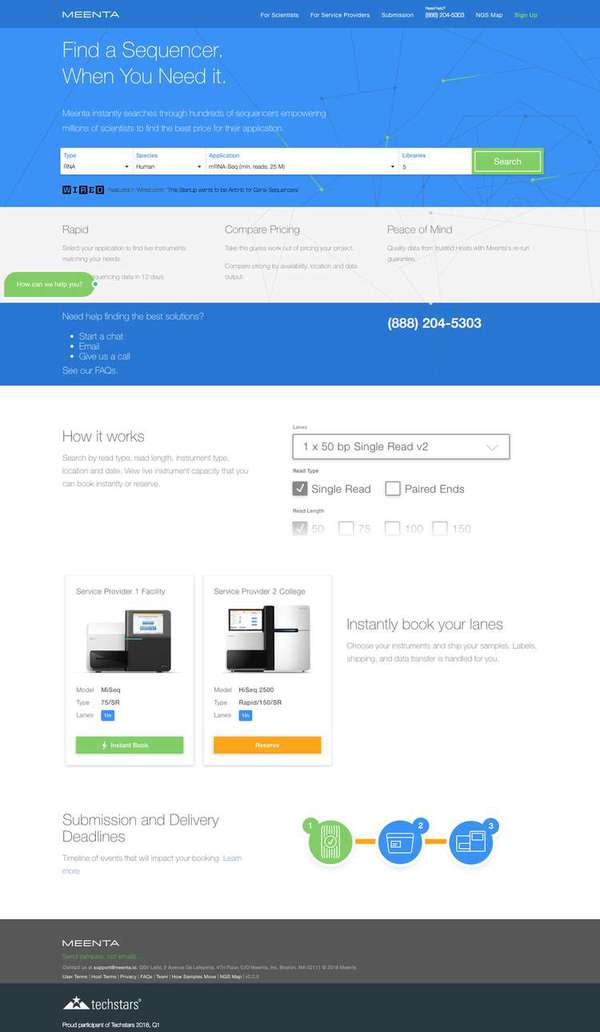 MEENTA
For Scientists
For Service Providers
Submission
Need help?
(888) 204-5303
NGS Map
Sign Up
Find a Sequencer.
When You Need it.
Meenta instantly searches through hundreds of sequencers empowering
millions of scientists to find the best price for their application.
Type
Species
Application
Libraries
RNA
Human
mRNA-Seq (min. reads, 25 M)
5
Search
WIRED Featured in Wired.com: 'This Startup wants to be Airbnb for Gene Sequencers'
Rapid
Select your application to find live instruments
matching your needs.
sequencing data in 12 days.
How can we help you?
Compare Pricing
Take the guess work out of pricing your project.
Compare pricing by availability, location and data
output.
Peace of Mind
Quality data from trusted Hosts with Meenta's re-run
guarantee.
Need help finding the best solutions?
Start a chat
Email
Give us a call
See our FAQs.
(888) 204-5303
How it works
Search by read type, read length, instrument type,
location and date. View live instrument capacity that you
can book instantly or reserve.
Lanes
1 x 50 bp Single Read v2
Read Type
Single Read
Paired Ends
Read Length
50
75
100
150
Service Provider 1 Facility
Model MiSeq
Type 75/SR
Lanes 1in
Instant Book
Service Provider 2 College
Model HiSeq 2500
Type Rapid/150/SR
Lanes 1in
Reserve
Instantly book your lanes
Choose your instruments and ship your samples. Labels,
shipping, and data transfer is handled for you.
Submission and Delivery
Deadlines
Timeline of events that will impact your booking. Learn
more
1
2
3
MEENTA
Send samples, not emails.
Contact us at support@meenta.io. GSV Labs, 2 Avenue De Lafayette, 4Th Floor, C/O Meenta, Inc. Boston, MA 02111 © 2018 Meenta
User Terms | Host Terms | Privacy | FAQs | Team | How Samples Move | NGS Map |
techstars
Proud participant of Techstars 2018, Q1